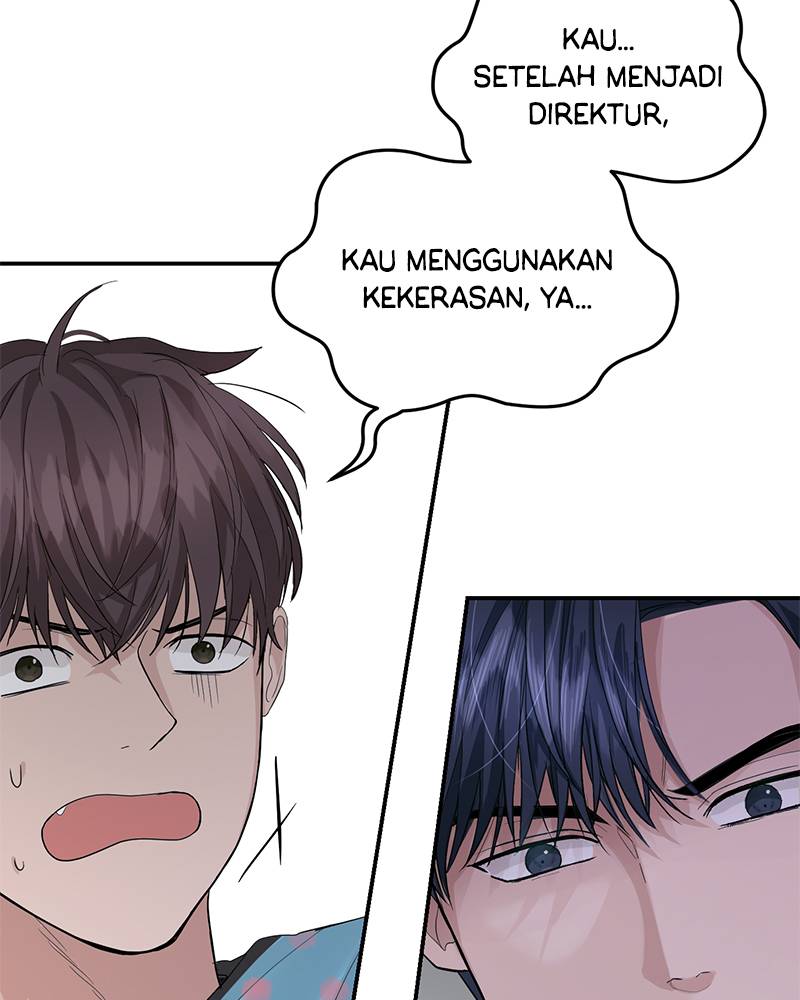 KAU...
SETELAH MENJADI
DIREKTUR,
KAU MENGGUNAKAN
KEKERASAN, YA...